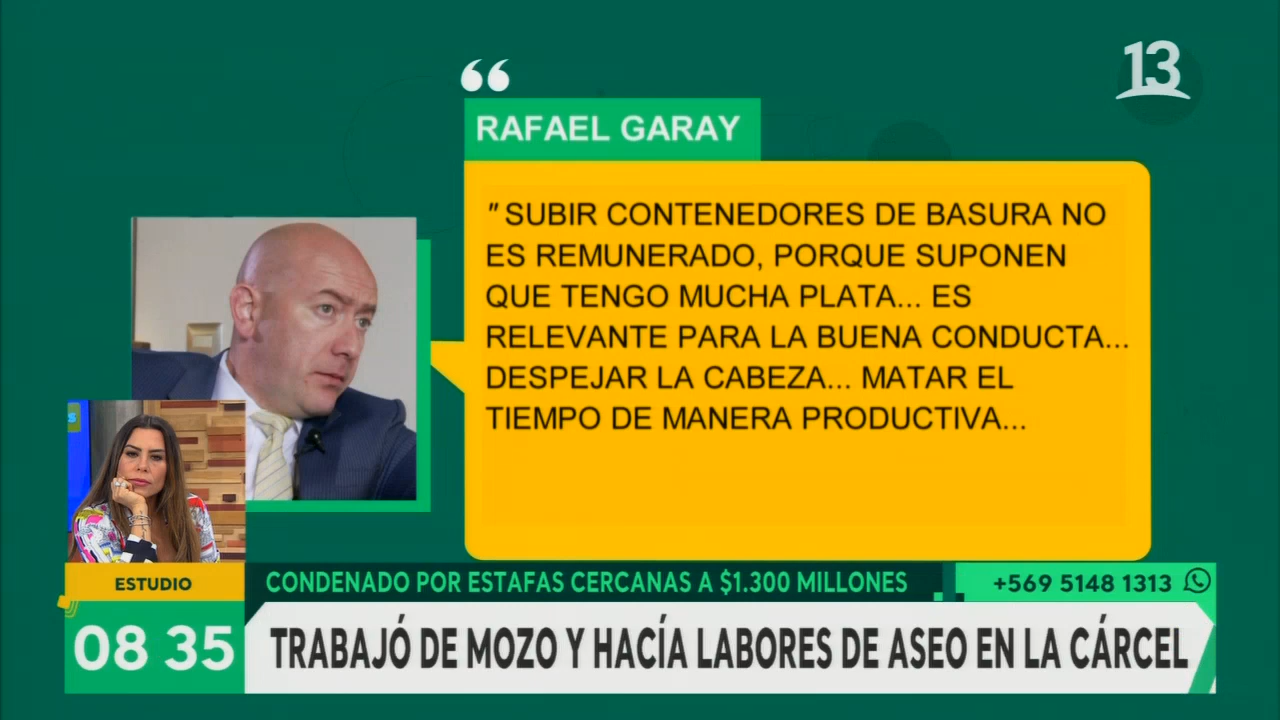 13
“
RAFAEL GARAY
"SUBIR CONTENEDORES DE BASURA NO
ES REMUNERADO, PORQUE SUPONEN
QUE TENGO MUCHA PLATA... ES
RELEVANTE PARA LA BUENA CONDUCTA...
DESPEJAR LA CABEZA... MATAR EL
TIEMPO DE MANERA PRODUCTIVA...
ESTUDIO
CONDENADO POR ESTAFAS CERCANAS A $1.300 MILLONES
+569 5148 1313
08 35
TRABAJÓ DE MOZO Y HACÍA LABORES DE ASEO EN LA CÁRCEL